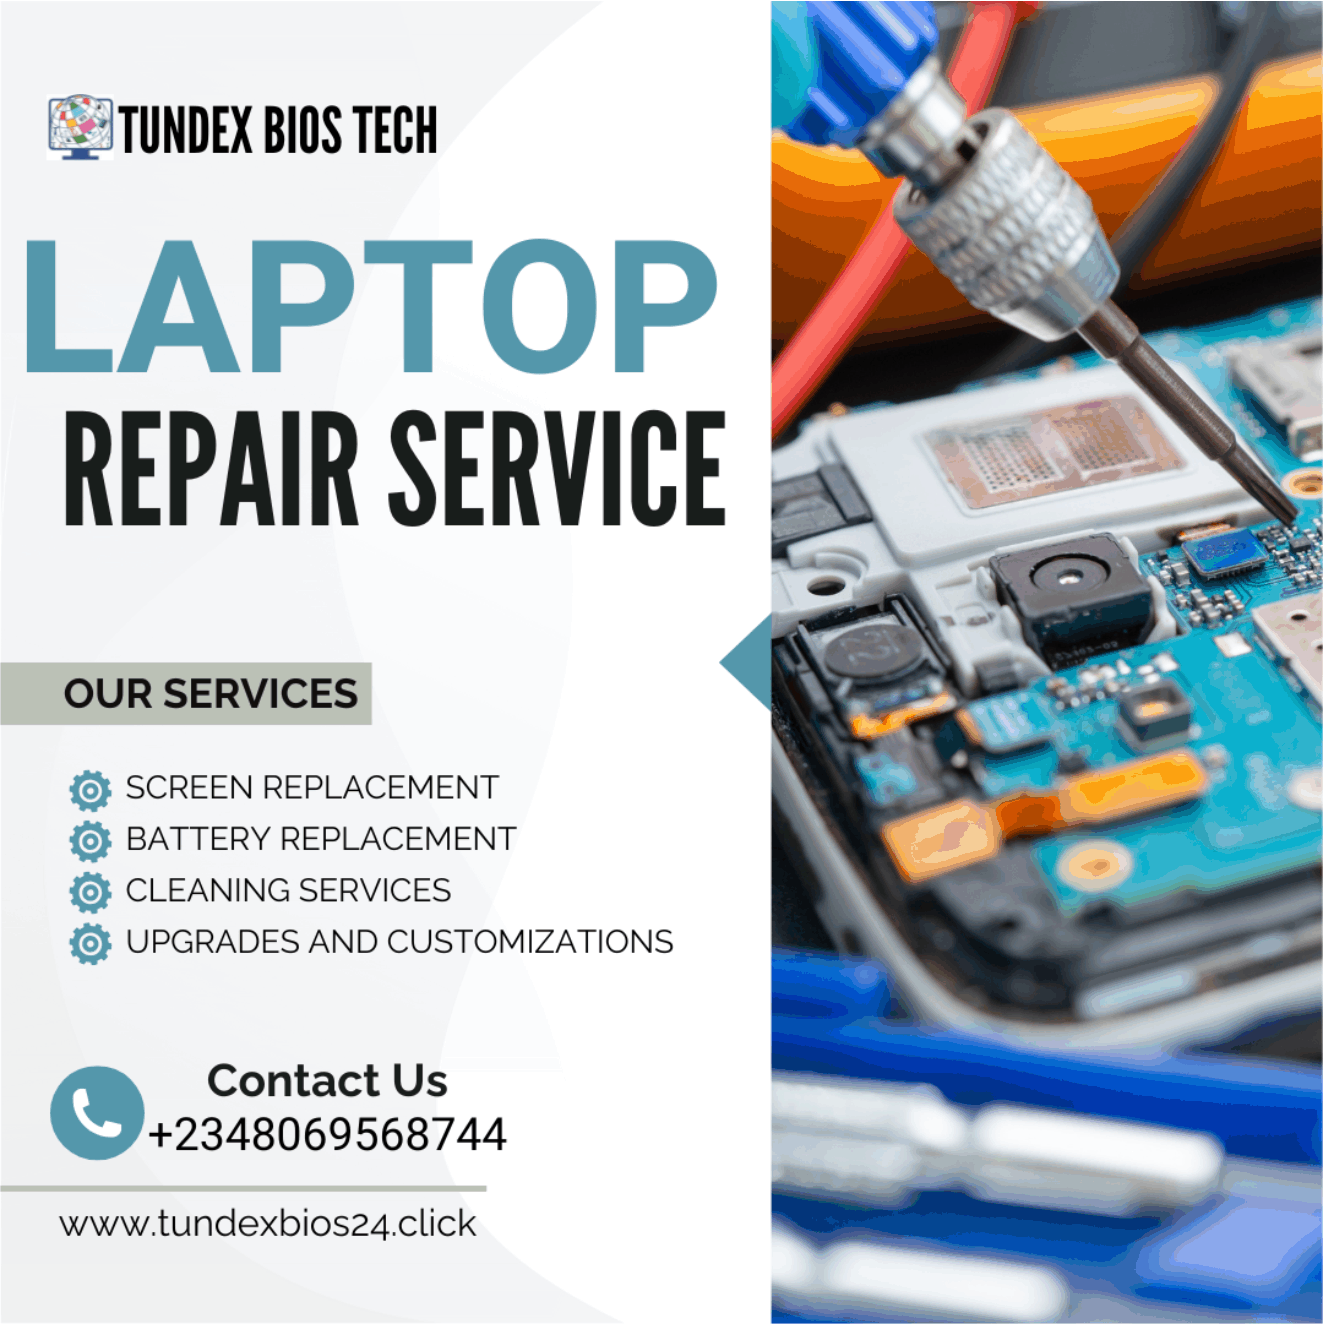 TUNDEX BIOS TECH
LAPTOP
REPAIR SERVICE
OUR SERVICES
SCREEN REPLACEMENT
BATTERY REPLACEMENT
CLEANING SERVICES
UPGRADES AND CUSTOMIZATIONS
Contact Us
+2348069568744
www.tundexbios24.click